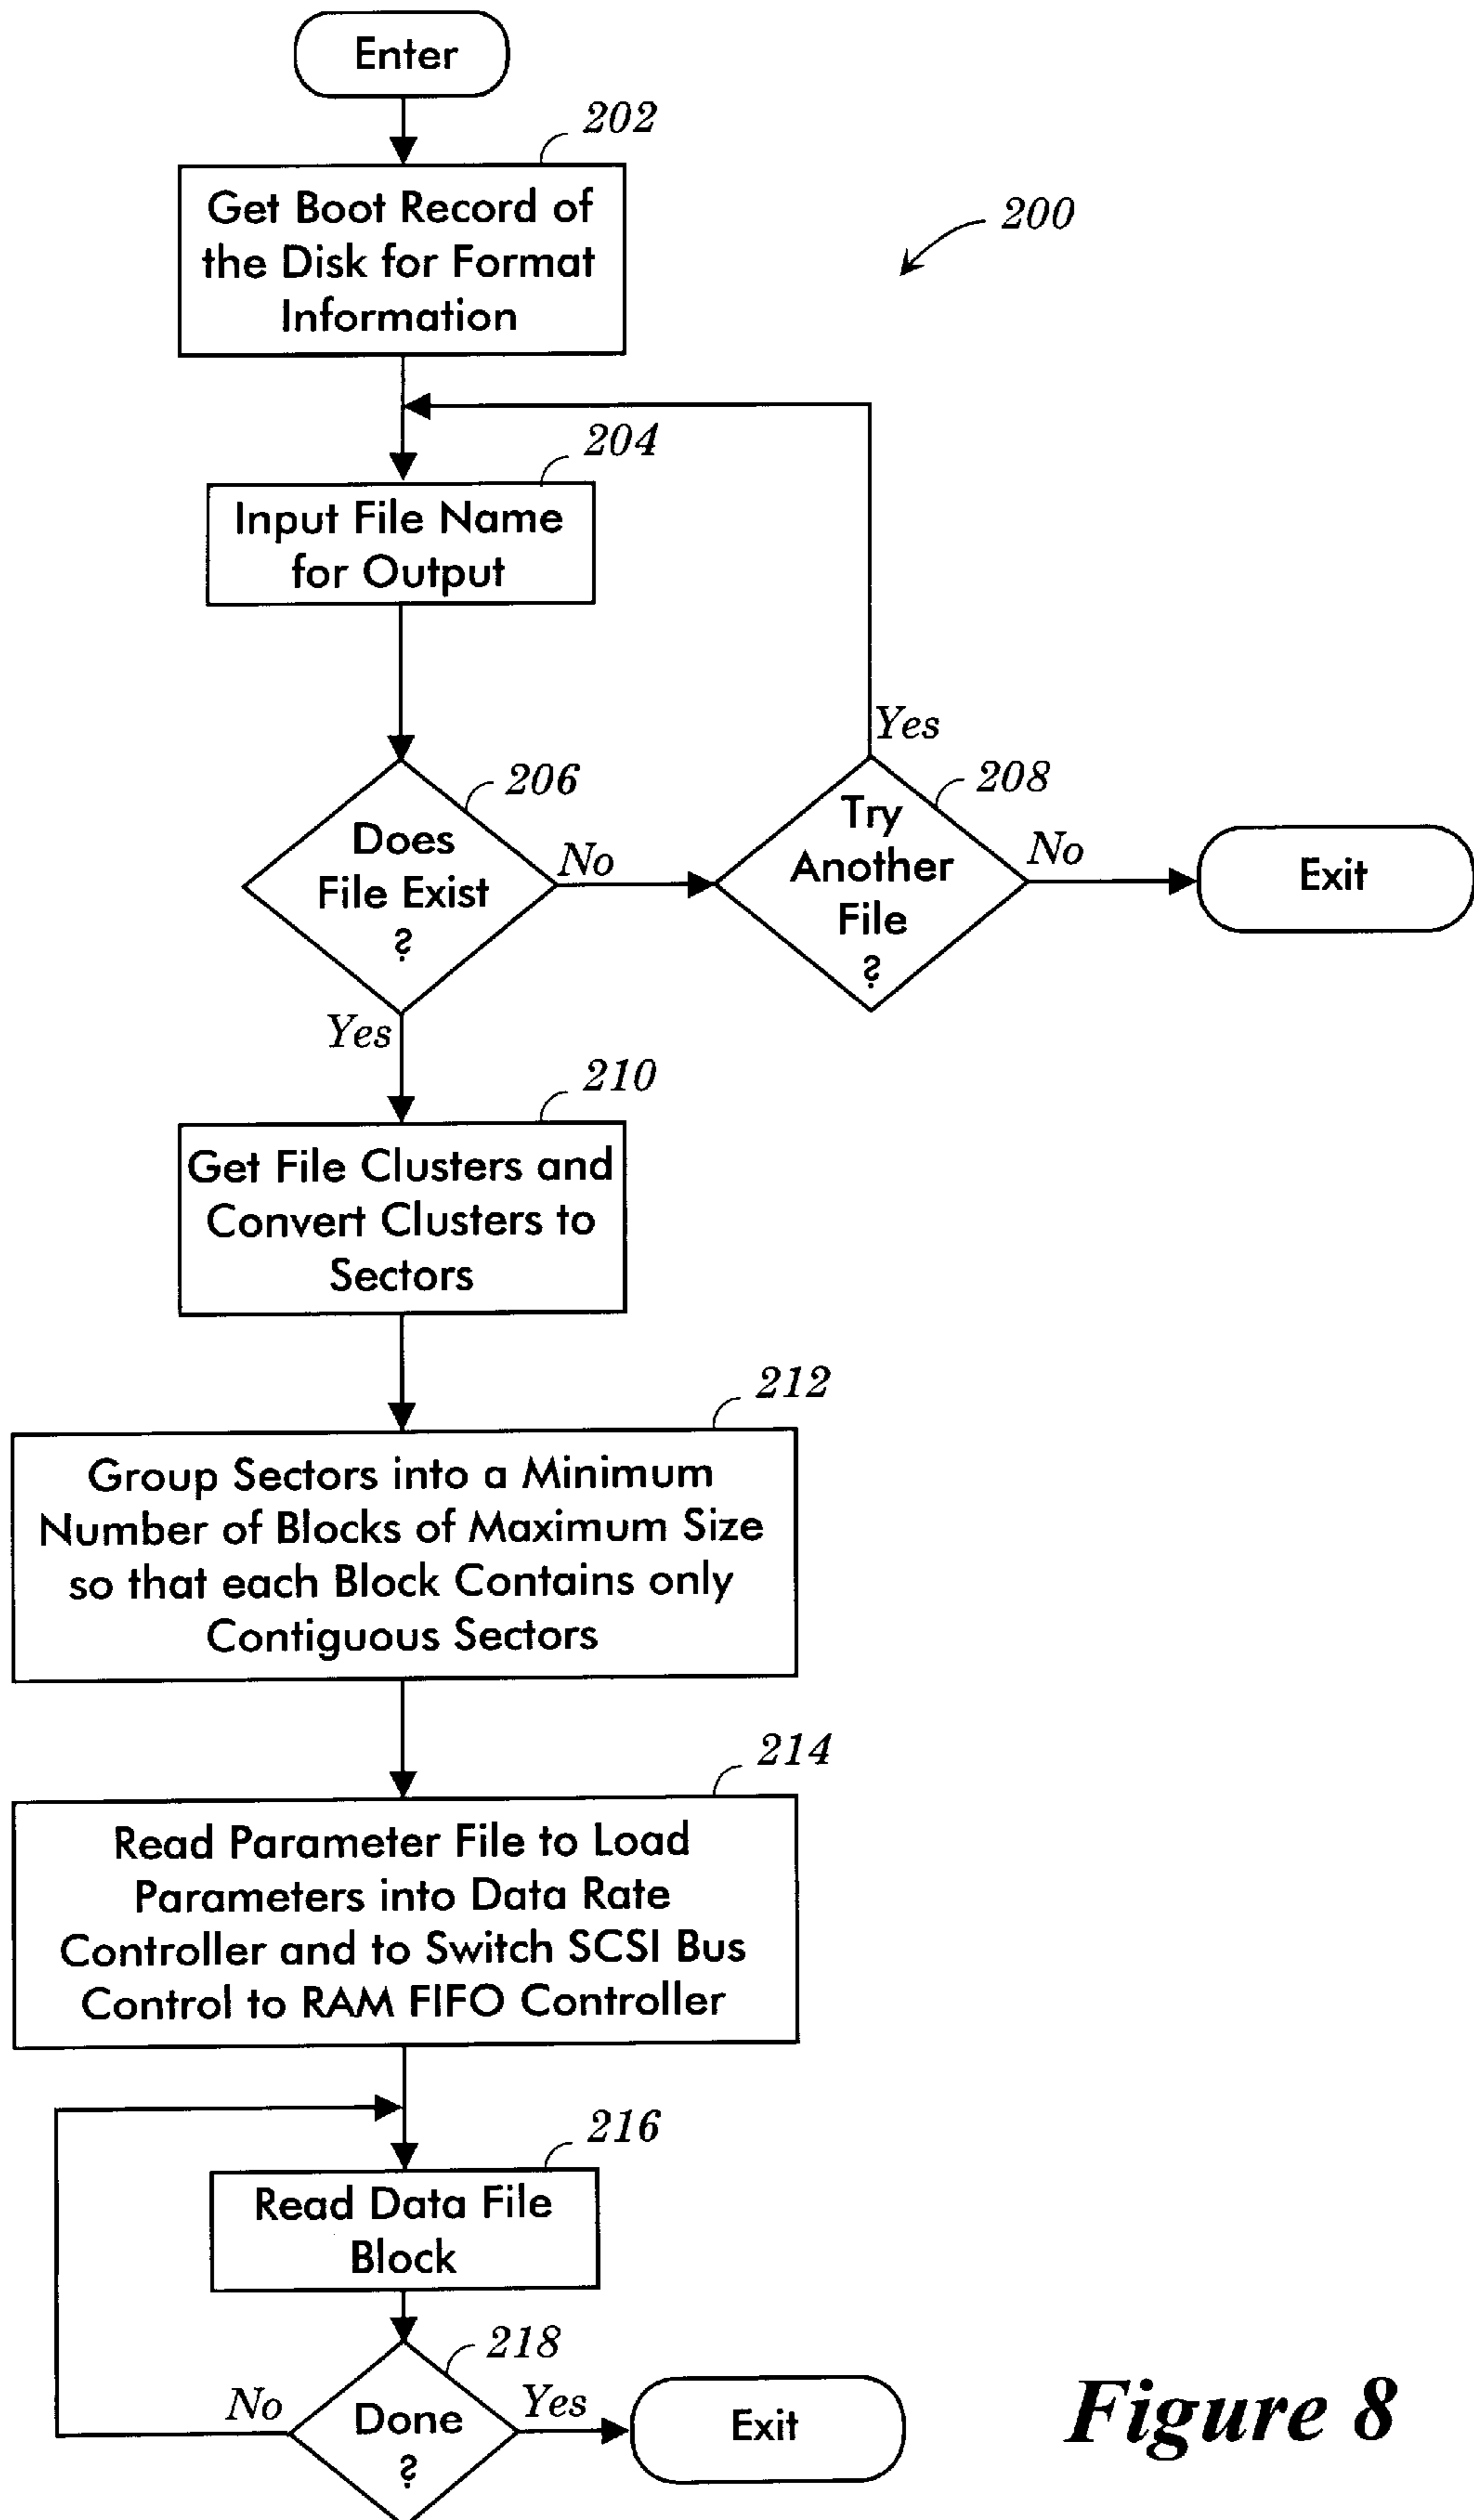 Enter
202
Get Boot Record of
the Disk for Format
Information
200
204
Input File Name
for Output
Yes
206
208
Does
File Exist
?
No
Try
Another
File
?
No
Exit
Yes
210
Get File Clusters and
Convert Clusters to
Sectors
212
Group Sectors into a Minimum
Number of Blocks of Maximum Size
so that each Block Contains only
Contiguous Sectors
214
Read Parameter File to Load
Parameters into Data Rate
Controller and to Switch SCSI Bus
Control to RAM FIFO Controller
216
Read Data File
Block
218
No
Done
?
Yes
Exit
Figure 8